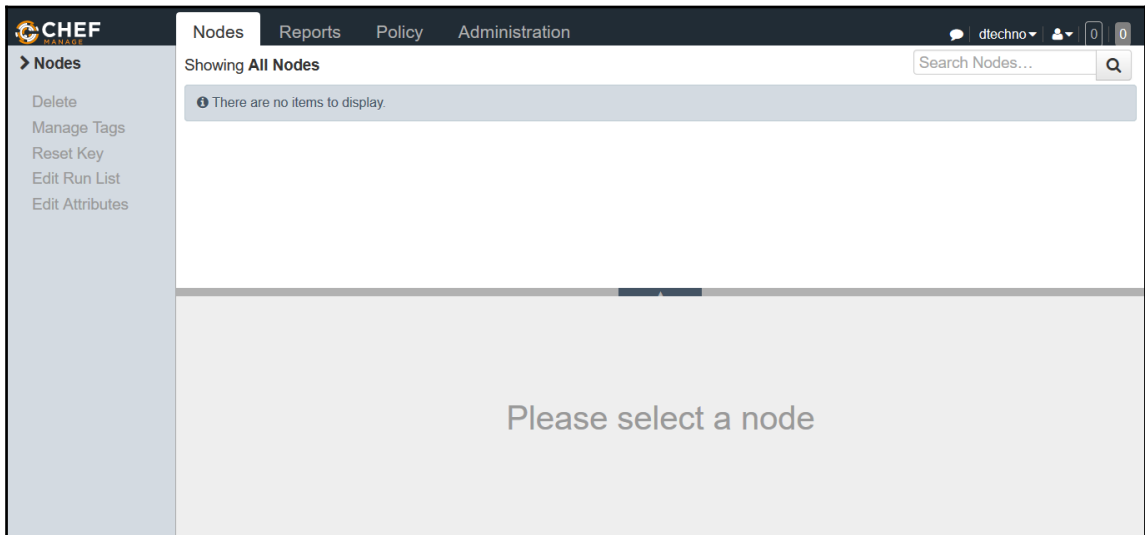 CHEF
MANAGE
Nodes Reports Policy Administration
dtechno 0 0
Nodes
Delete
Manage Tags
Reset Key
Edit Run List
Edit Attributes
Showing All Nodes
Search Nodes...
There are no items to display.
Please select a node